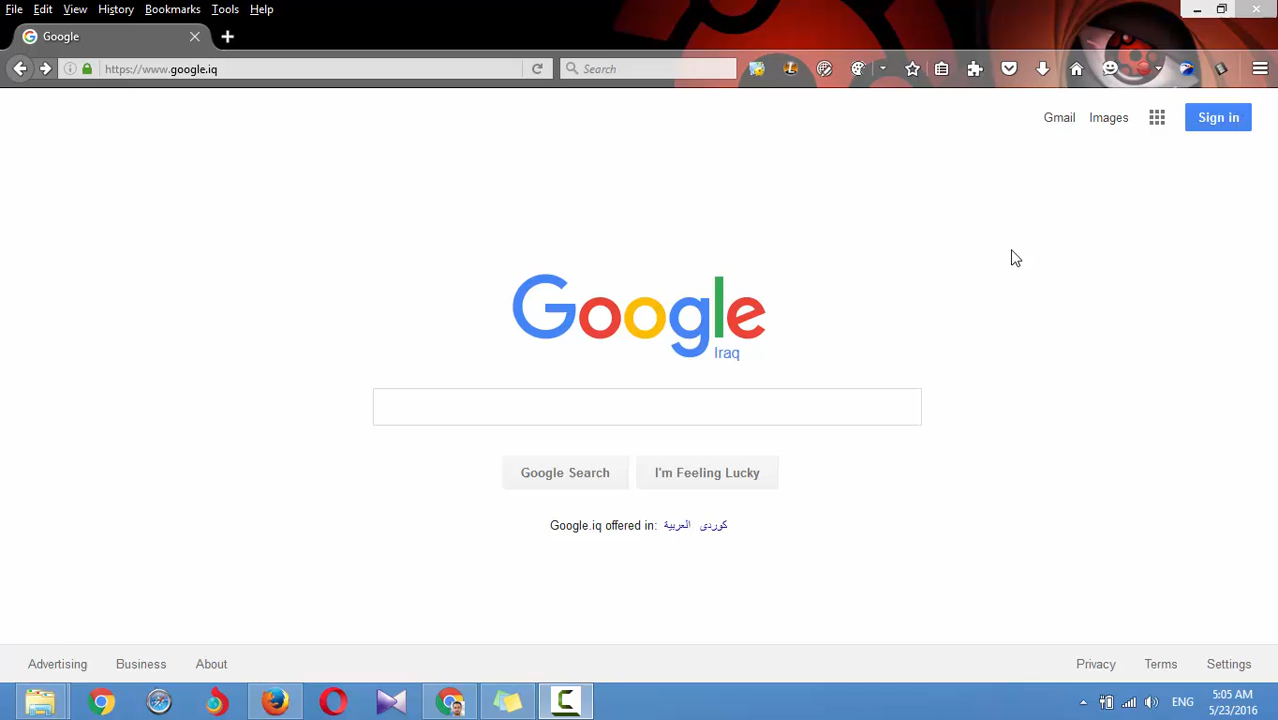 File Edit View History Bookmarks Tools Help
Google
https://www.google.iq Search
Gmail Images Sign in
Google
Iraq
Google Search I'm Feeling Lucky
Google.iq offered in: العربية کوردی
Advertising Business About Privacy Terms Settings
ENG 5:05 AM
5/23/2016